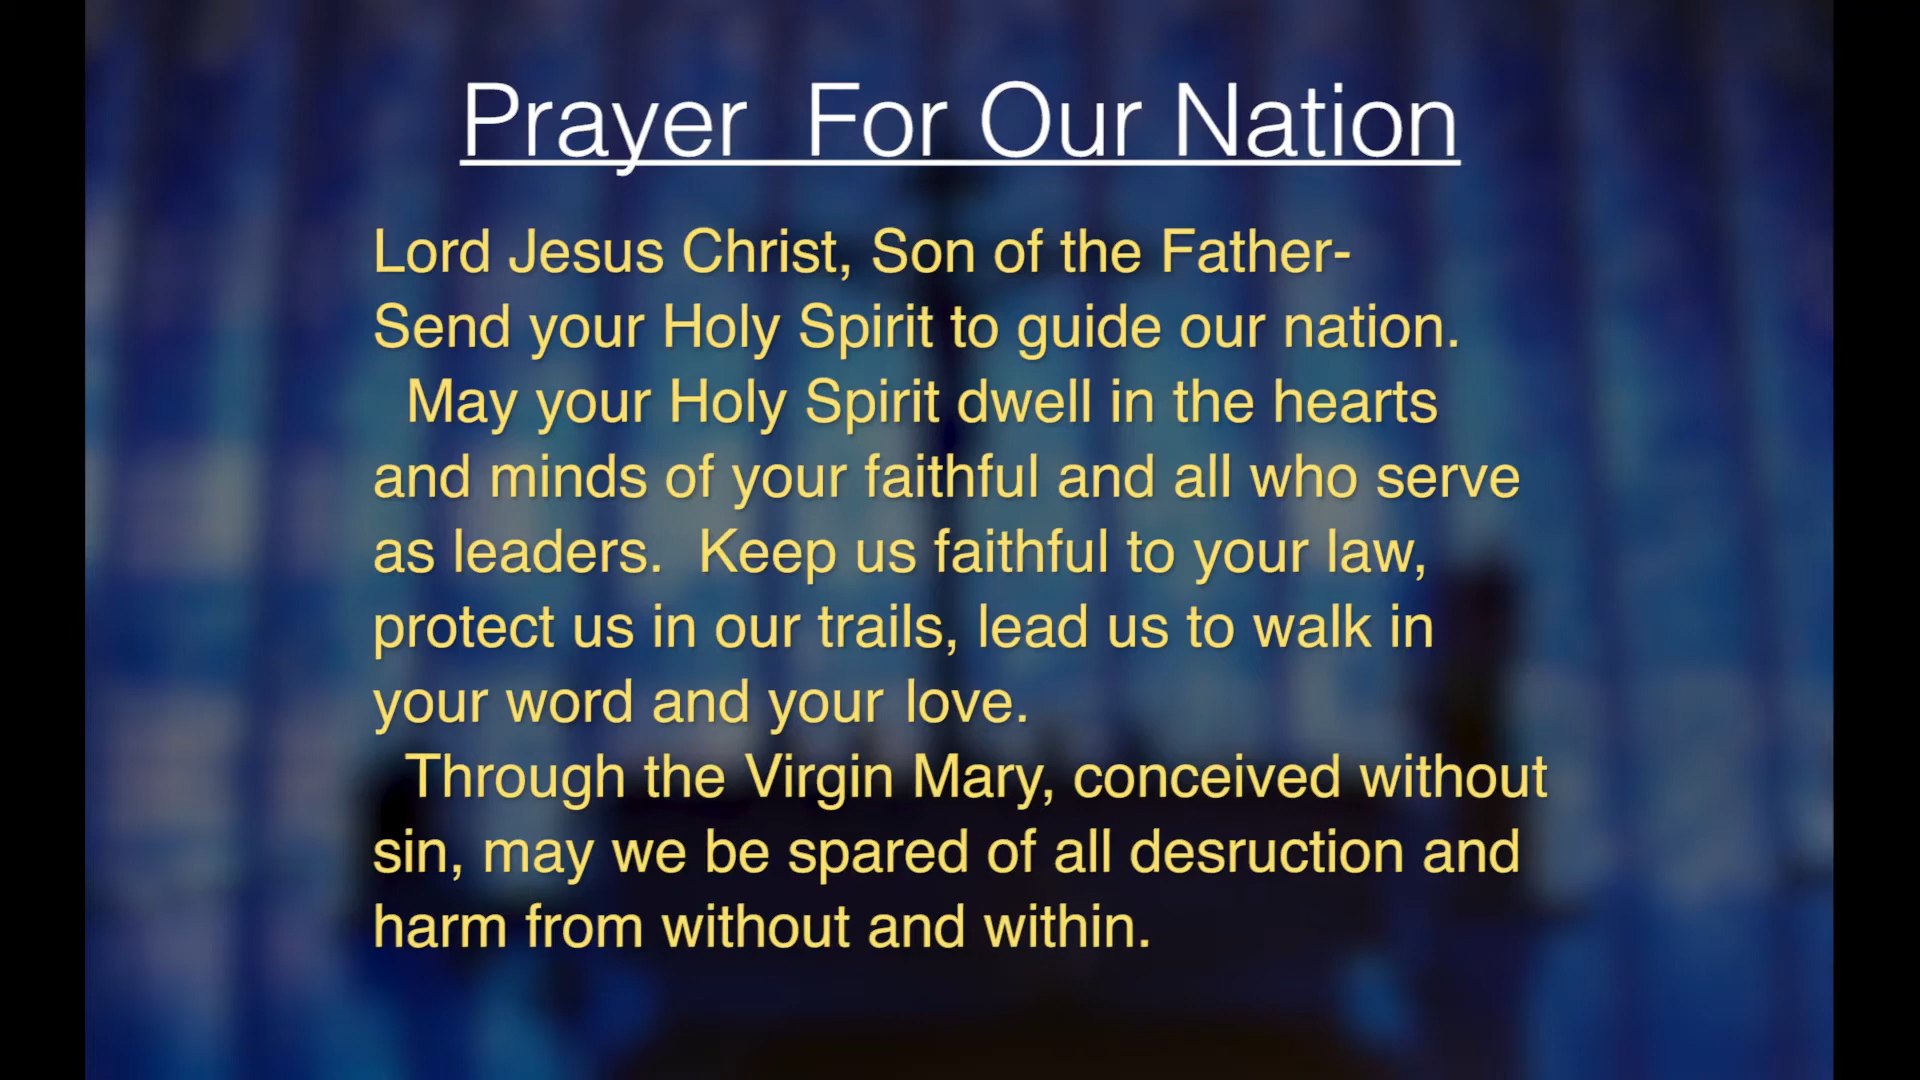 Prayer  For Our Nation
Lord Jesus Christ, Son of the Father-
Send your Holy Spirit to guide our nation.
May your Holy Spirit dwell in the hearts
and minds of your faithful and all who serve
as leaders.  Keep us faithful to your law,
protect us in our trails, lead us to walk in
your word and your love.
Through the Virgin Mary, conceived without
sin, may we be spared of all desruction and
harm from without and within.